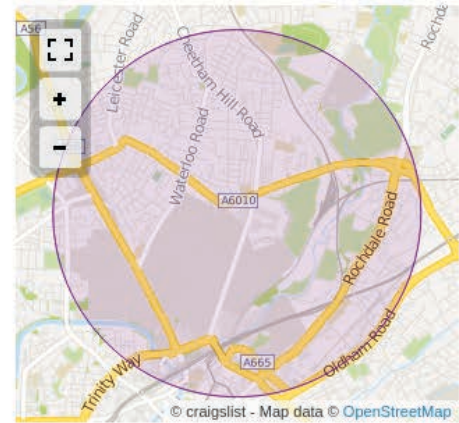 A56
Leicester Road
Cheetham Hill Road
Rochda
+
Waterloo Road
-
A6010
Rochdale Road
Oldham Road
A665
Trinity Way
© craigslist - Map data © OpenStreetMap